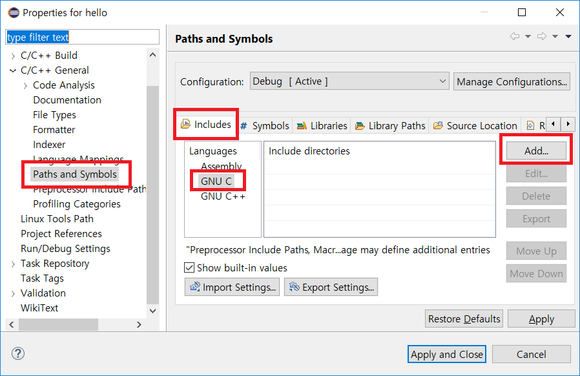 Properties for hello
type filter text
Paths and Symbols
C/C++ Build
C/C++ General
Code Analysis
Documentation
File Types
Formatter
Indexer
Language Mappings
Paths and Symbols
Preprocessor Include Path
Profiling Categories
Linux Tools Path
Project References
Run/Debug Settings
Task Repository
Task Tags
Validation
WikiText
Configuration: Debug [ Active ] Manage Configurations...
Includes # Symbols Libraries Library Paths Source Location R
Languages Include directories
Assembly
GNU C
GNU C++
Add...
Edit...
Delete
Export
Move Up
Move Down
"Preprocessor Include Paths, Macr...age may define additional entries
Show built-in values
Import Settings... Export Settings...
Restore Defaults Apply
Apply and Close Cancel